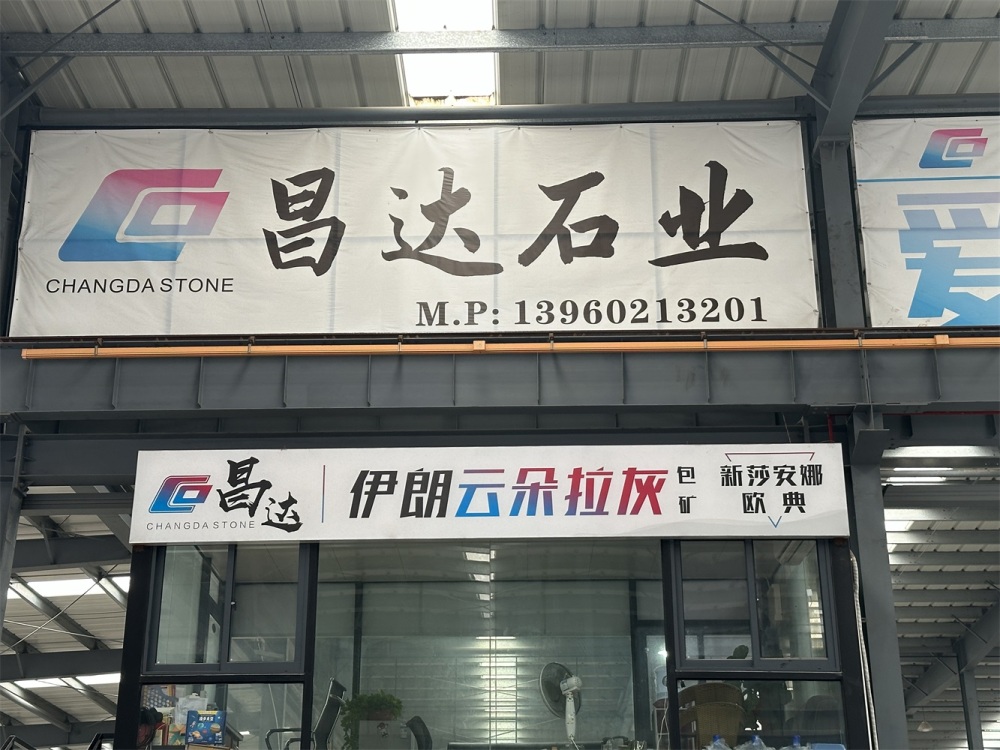 昌达石业
CHANGDA STONE
M.P: 13960213201
爱
昌达
CHANGDA STONE
伊朗云朵拉灰
包矿
新莎安娜
欧典